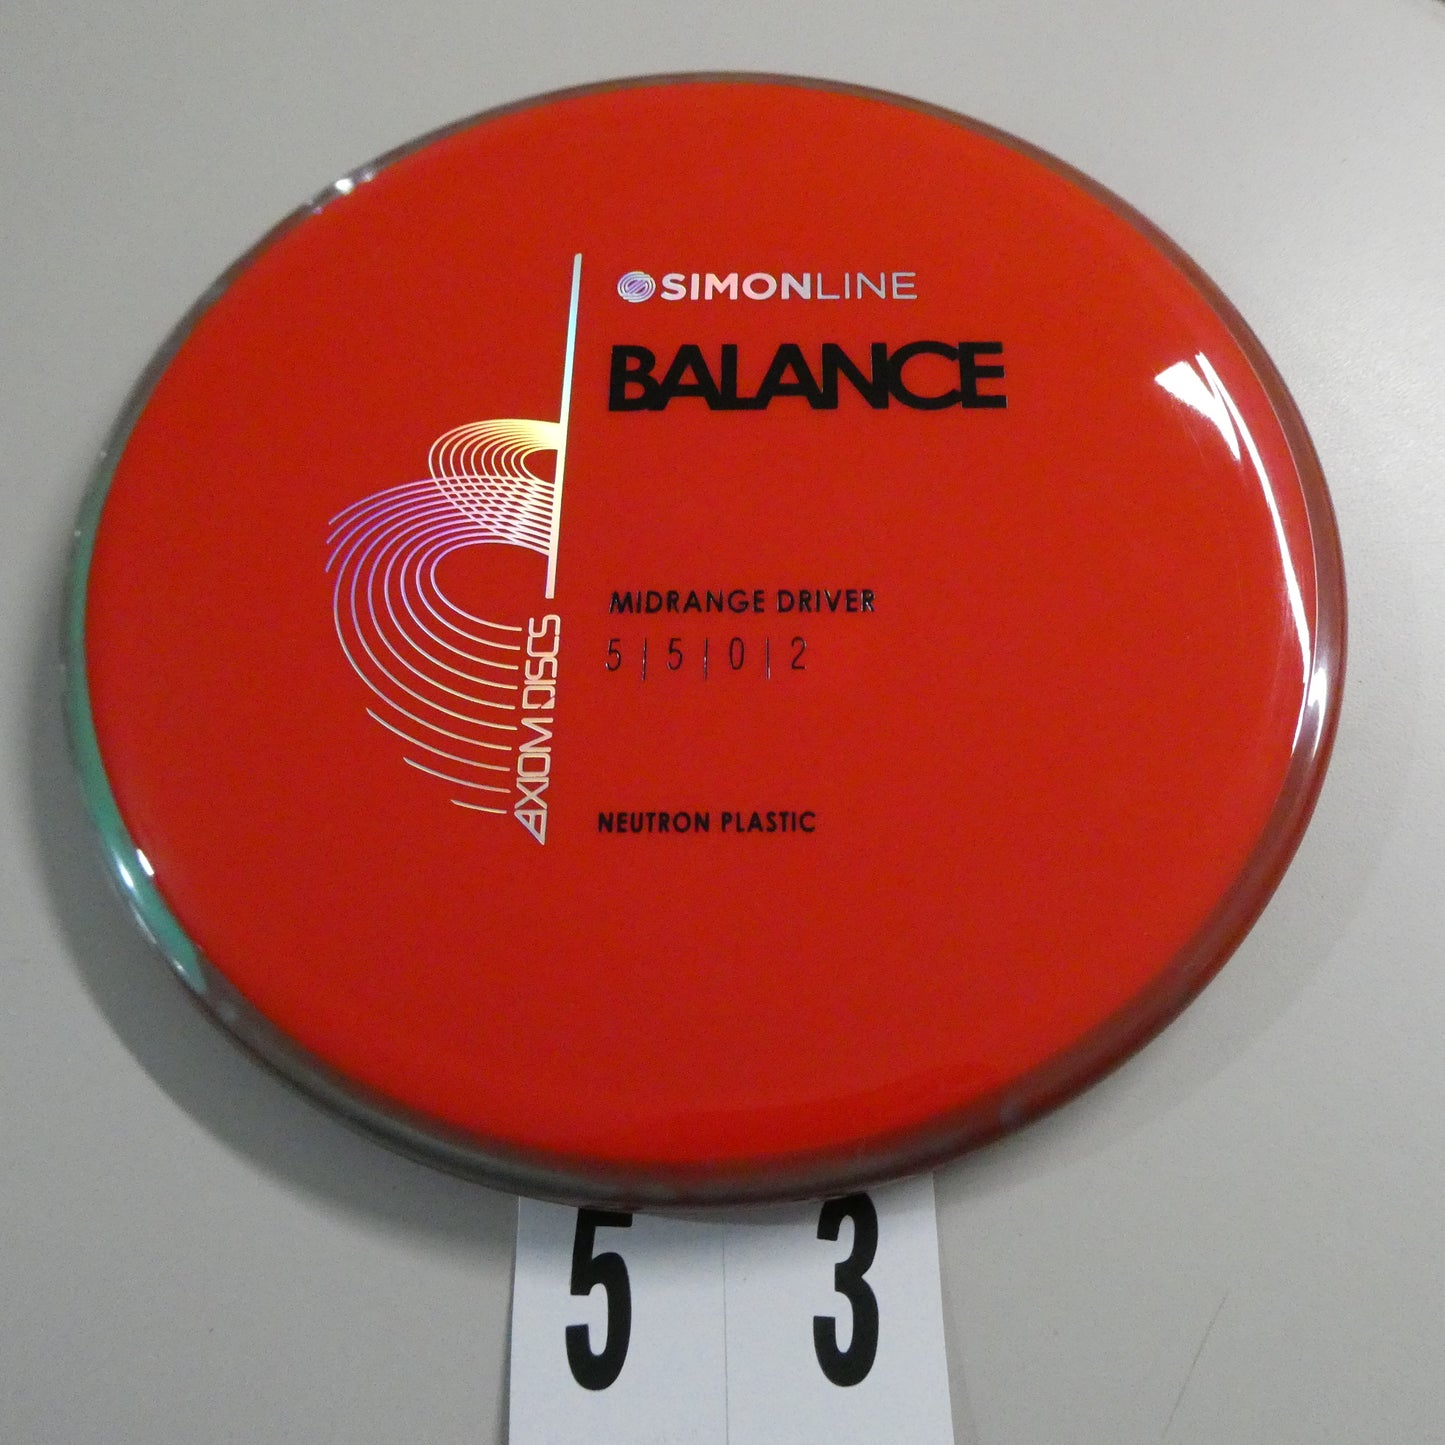 SIMONLINE
BALANCE
MIDRANGE DRIVER
5 | 5 | 0 | 2
AXIOM DISCS
NEUTRON PLASTIC
5 3